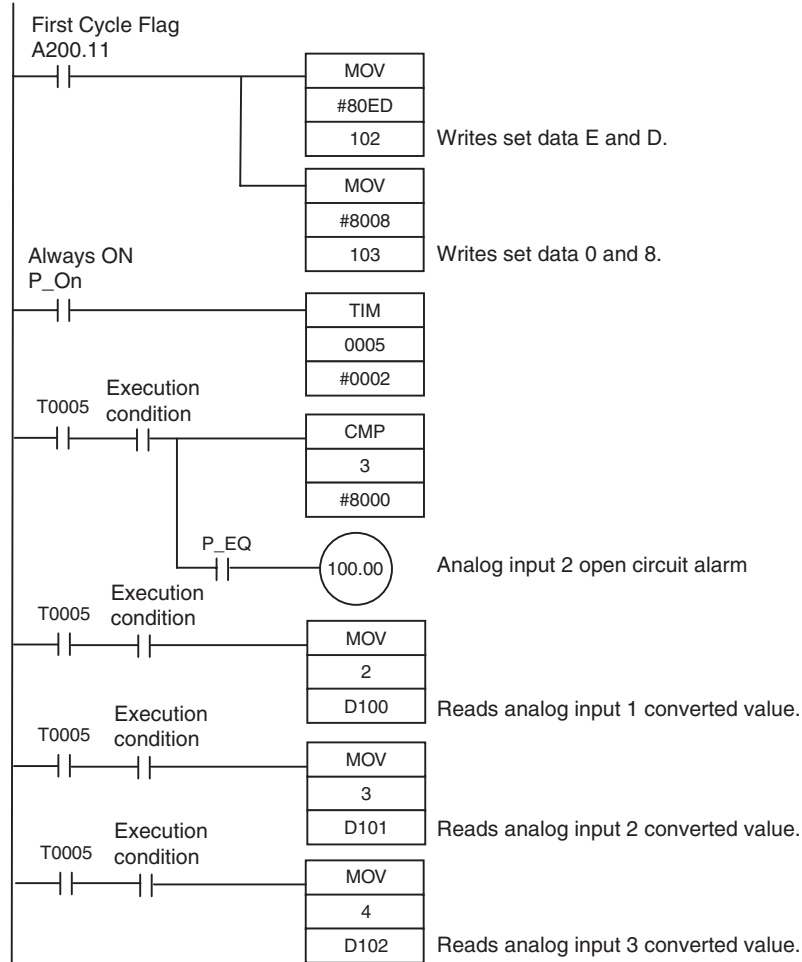 First Cycle Flag
A200.11
MOV
#80ED
102 Writes set data E and D.
MOV
#8008
103 Writes set data 0 and 8.
Always ON
P_On
TIM
0005
#0002
Execution
T0005 condition
CMP
3
#8000
P_EQ
100.00 Analog input 2 open circuit alarm
Execution
T0005 condition
MOV
2
D100 Reads analog input 1 converted value.
Execution
T0005 condition
MOV
3
D101 Reads analog input 2 converted value.
Execution
T0005 condition
MOV
4
D102 Reads analog input 3 converted value.